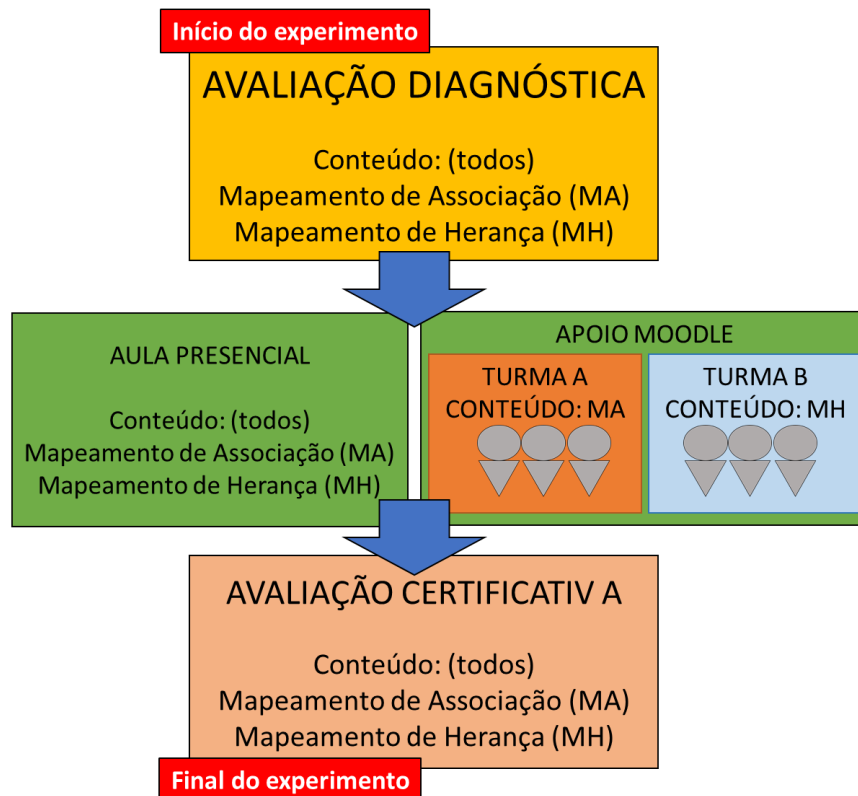 Início do experimento
AVALIAÇÃO DIAGNÓSTICA
Conteúdo: (todos)
Mapeamento de Associação (MA)
Mapeamento de Herança (MH)
AULA PRESENCIAL
Conteúdo: (todos)
Mapeamento de Associação (MA)
Mapeamento de Herança (MH)
APOIO MOODLE
TURMA A
CONTEÚDO: MA
TURMA B
CONTEÚDO: MH
AVALIAÇÃO CERTIFICATIV A
Conteúdo: (todos)
Mapeamento de Associação (MA)
Mapeamento de Herança (MH)
Final do experimento